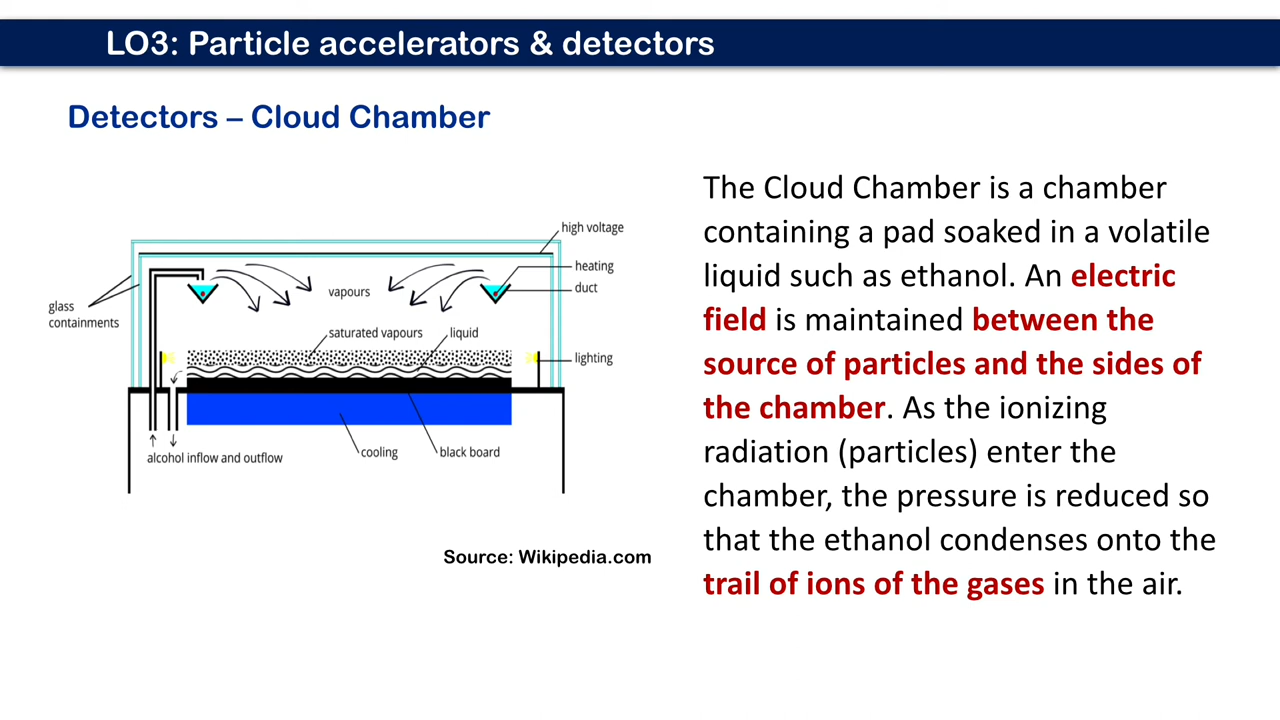 LO3: Particle accelerators & detectors
Detectors – Cloud Chamber
high voltage
heating
duct
glass
containments
vapours
saturated vapours
liquid
lighting
cooling
black board
alcohol inflow and outflow
Source: Wikipedia.com
The Cloud Chamber is a chamber
containing a pad soaked in a volatile
liquid such as ethanol. An electric
field is maintained between the
source of particles and the sides of
the chamber. As the ionizing
radiation (particles) enter the
chamber, the pressure is reduced so
that the ethanol condenses onto the
trail of ions of the gases in the air.